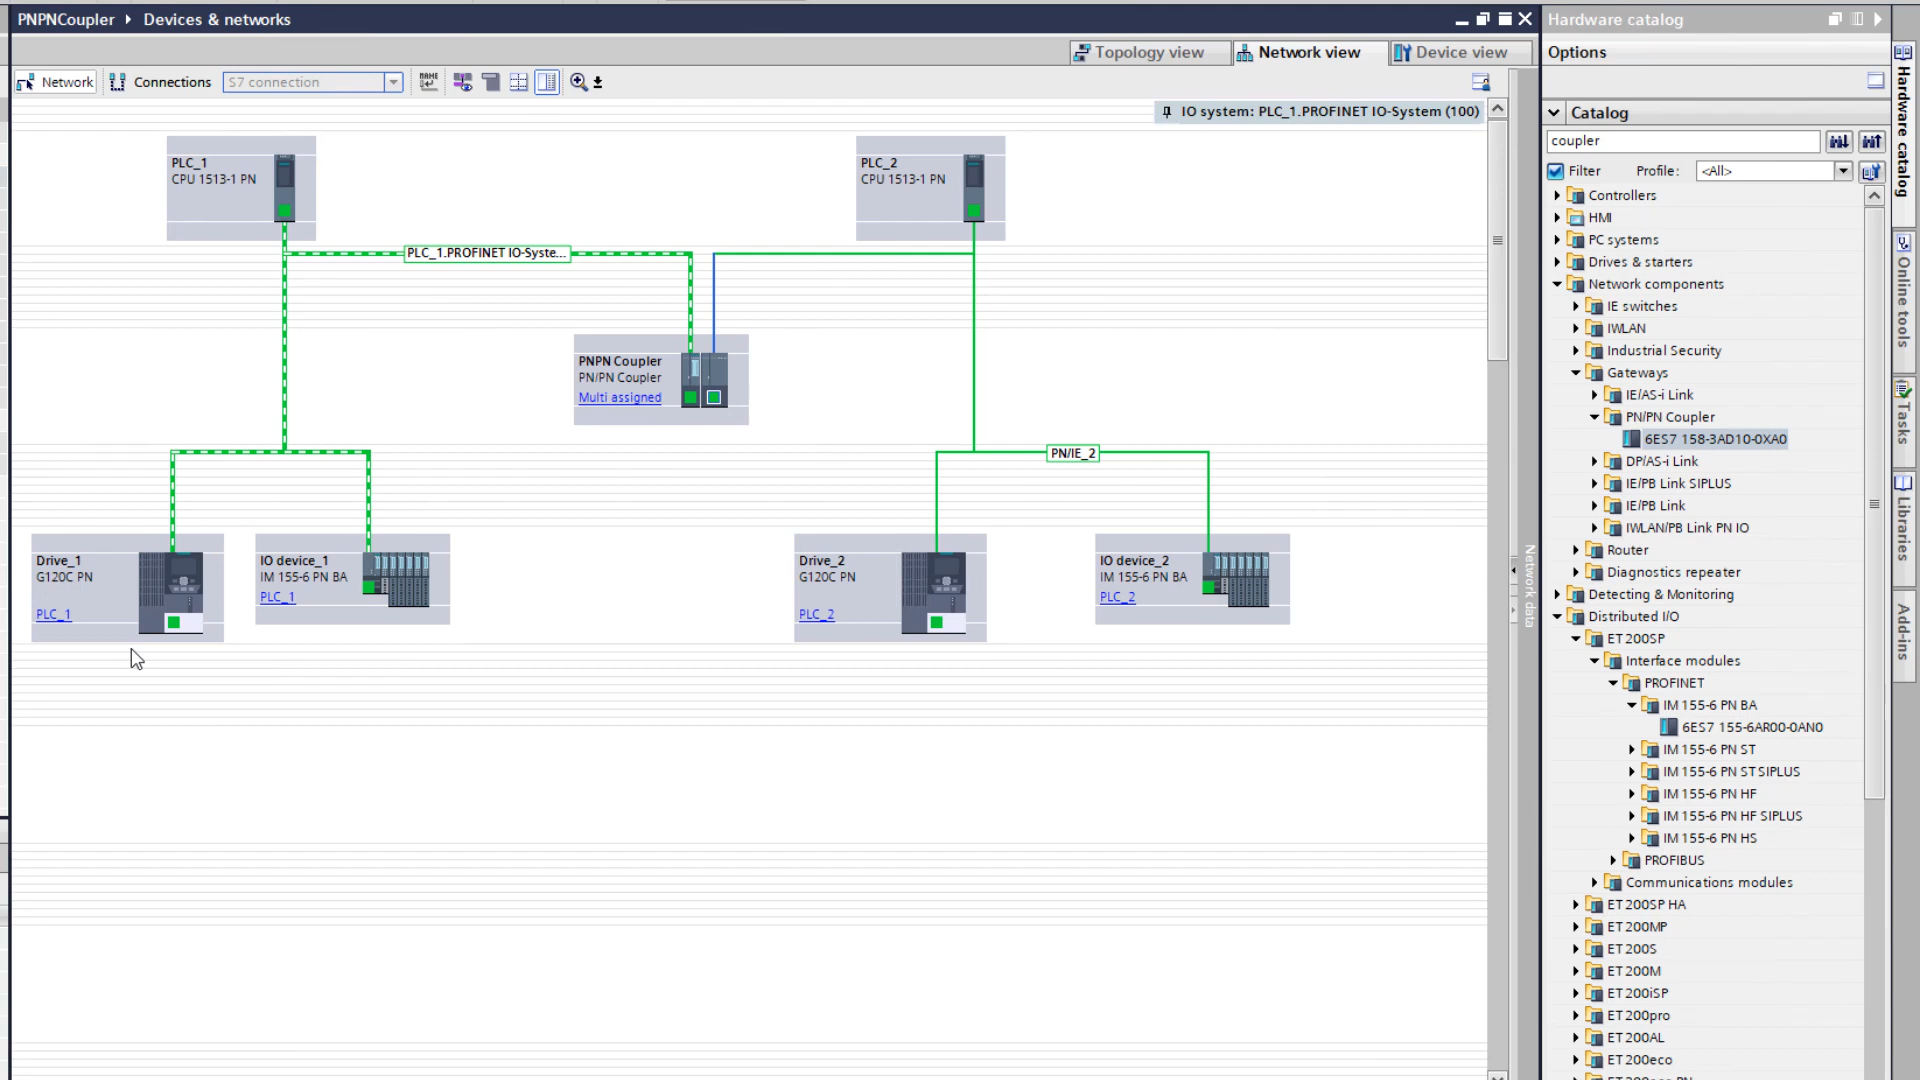 PNPNCoupler ▸ Devices & networks
Topology view
Network view
Device view
Network
Connections
S7 connection
IO system: PLC_1.PROFINET IO-System (100)
PLC_1
CPU 1513-1 PN
PLC_2
CPU 1513-1 PN
PLC_1.PROFINET IO-Syste...
PNPN Coupler
PN/PN Coupler
Multi assigned
PN/IE_2
Drive_1
G120C PN
PLC_1
IO device_1
IM 155-6 PN BA
PLC_1
Drive_2
G120C PN
PLC_2
IO device_2
IM 155-6 PN BA
PLC_2
Network data
Hardware catalog
Options
Catalog
coupler
Filter
Profile:
<All>
Controllers
HMI
PC systems
Drives & starters
Network components
IE switches
IWLAN
Industrial Security
Gateways
IE/AS-i Link
PN/PN Coupler
6ES7 158-3AD10-0XA0
DP/AS-i Link
IE/PB Link SIPLUS
IE/PB Link
IWLAN/PB Link PN IO
Router
Diagnostics repeater
Detecting & Monitoring
Distributed I/O
ET 200SP
Interface modules
PROFINET
IM 155-6 PN BA
6ES7 155-6AR00-0AN0
IM 155-6 PN ST
IM 155-6 PN ST SIPLUS
IM 155-6 PN HF
IM 155-6 PN HF SIPLUS
IM 155-6 PN HS
PROFIBUS
Communications modules
ET 200SP HA
ET 200MP
ET 200S
ET 200M
ET 200iSP
ET 200pro
ET 200AL
ET 200eco
Hardware catalog
Online tools
Tasks
Libraries
Add-ins